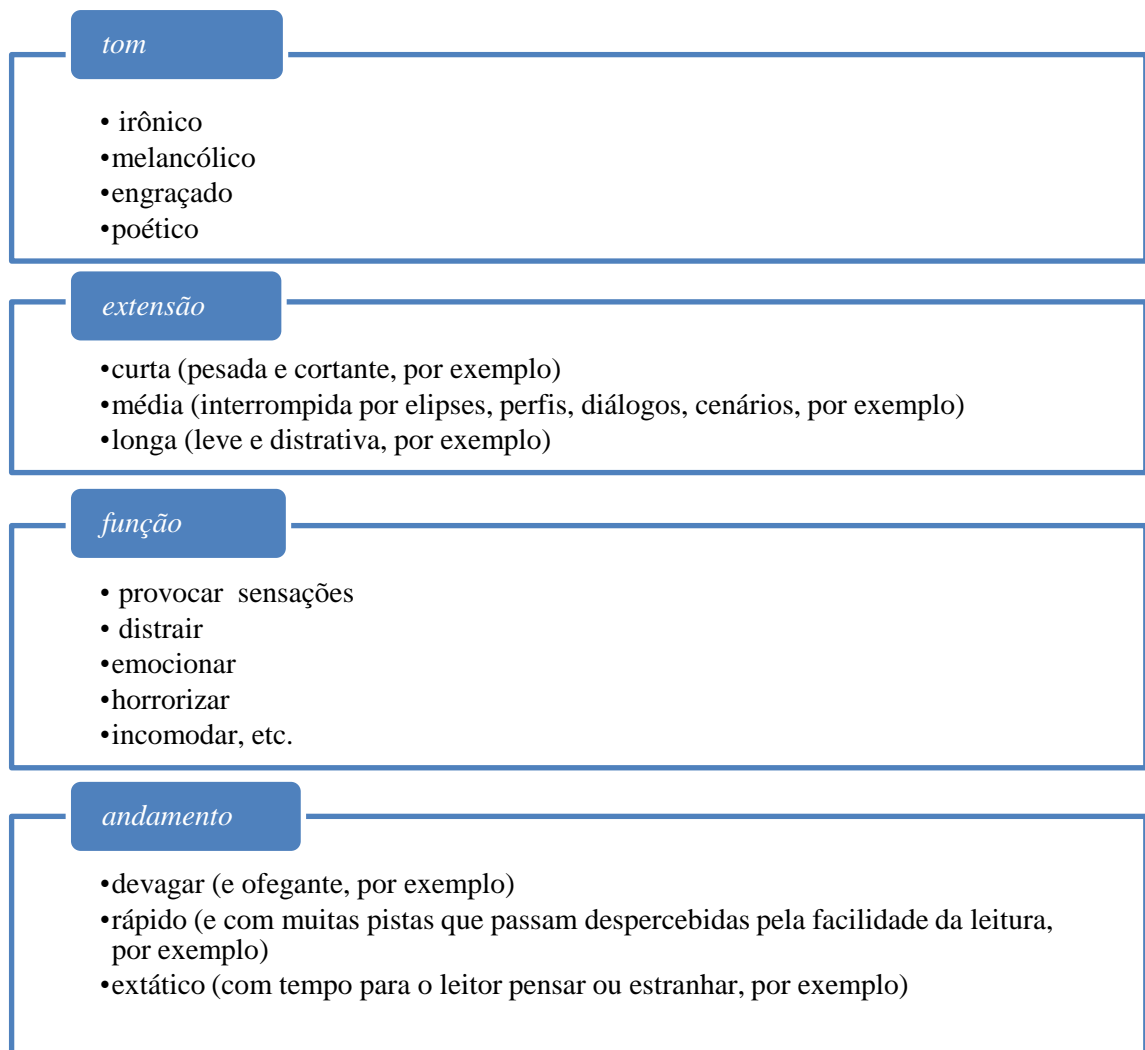 tom
• irônico
•melancólico
•engraçado
•poético
extensão
•curta (pesada e cortante, por exemplo)
•média (interrompida por elipses, perfis, diálogos, cenários, por exemplo)
•longa (leve e distrativa, por exemplo)
função
• provocar sensações
• distrair
•emocionar
•horrorizar
•incomodar, etc.
andamento
•devagar (e ofegante, por exemplo)
•rápido (e com muitas pistas que passam despercebidas pela facilidade da leitura,
por exemplo)
•extático (com tempo para o leitor pensar ou estranhar, por exemplo)